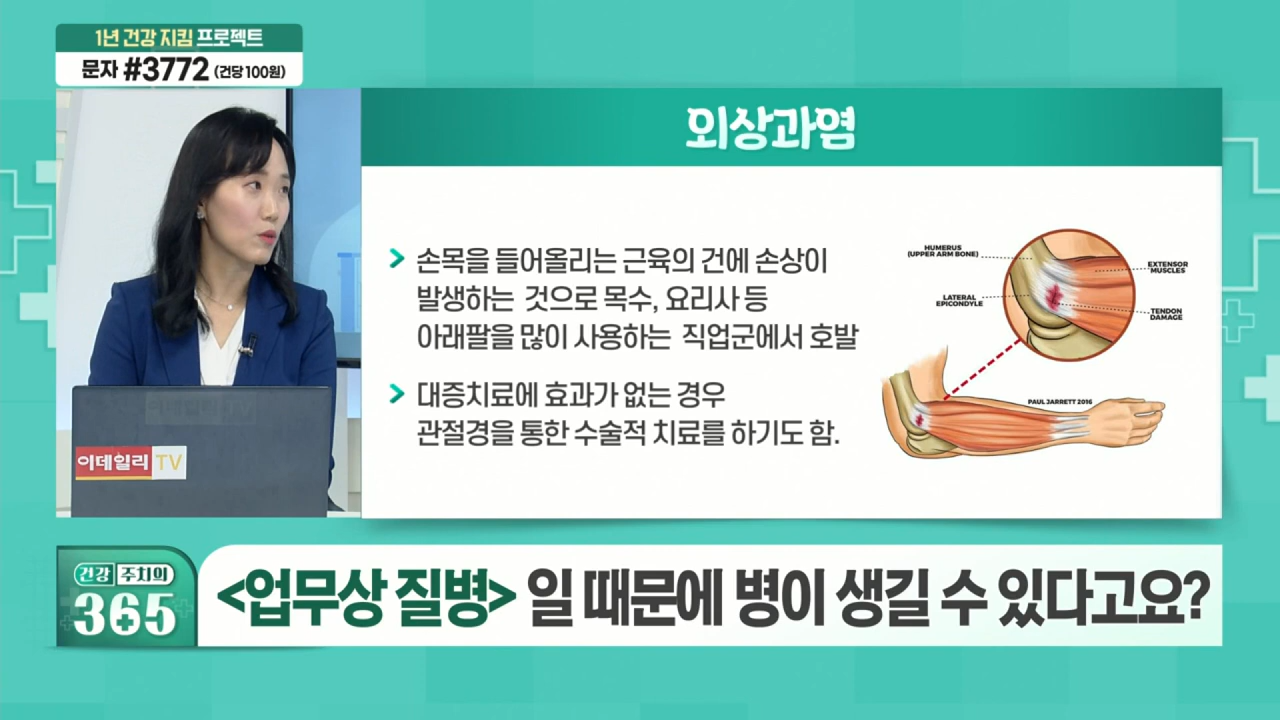 1년 건강 지킴 프로젝트
문자 #3772 (건당 100원)
외상과염
손목을 들어올리는 근육의 건에 손상이
발생하는 것으로 목수, 요리사 등
아래팔을 많이 사용하는 직업군에서 호발
대증치료에 효과가 없는 경우
관절경을 통한 수술적 치료를 하기도 함.
HUMERUS
(UPPER ARM BONE)
LATERAL
EPICONDYLE
EXTENSOR
MUSCLES
TENDON
DAMAGE
PAUL JARRETT 2016
이데일리 TV
이데일리 TV
건강 주치의
365
<업무상 질병> 일 때문에 병이 생길 수 있다고요?